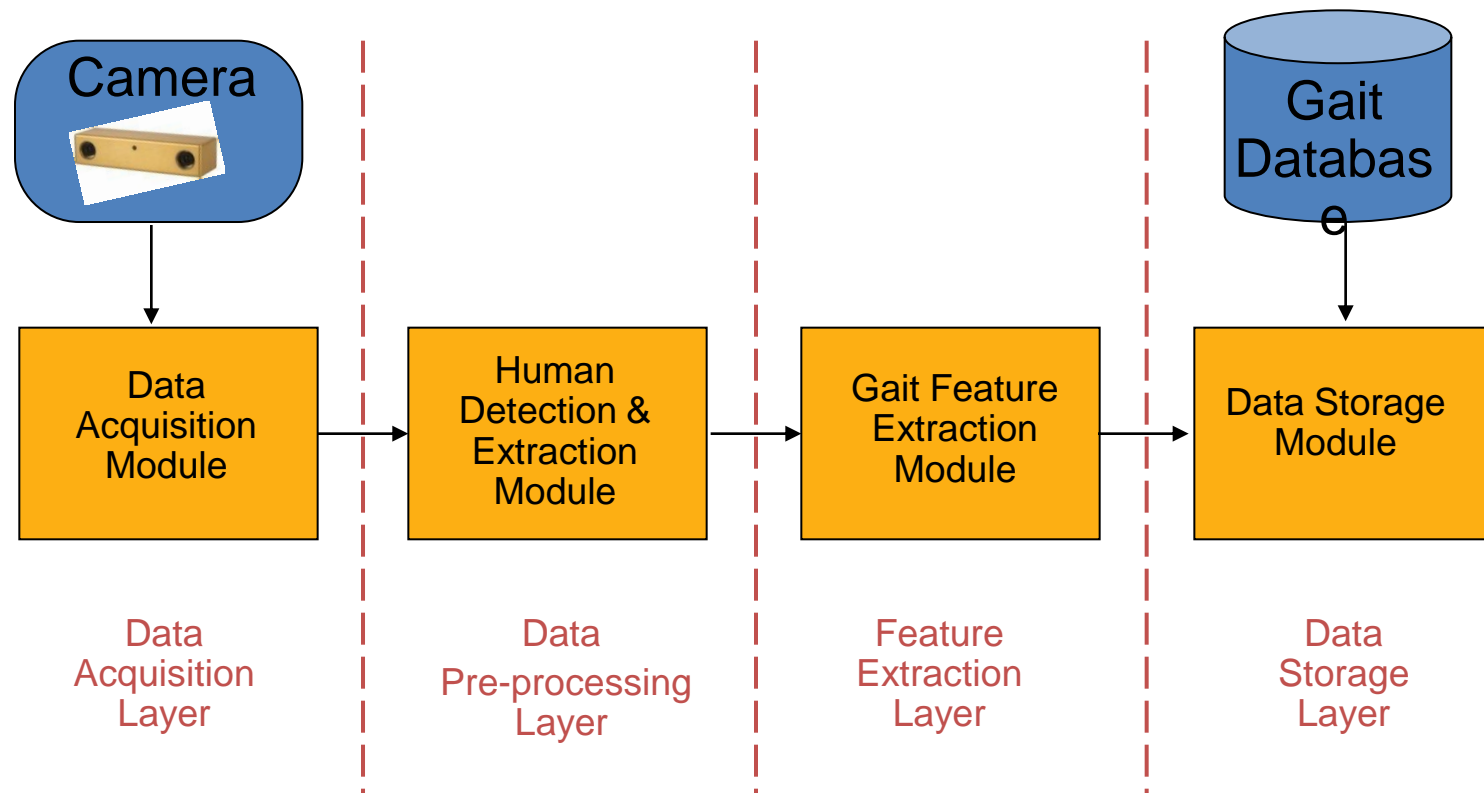 Camera
Gait
Databas
e
Data
Acquisition
Module
Human
Detection &
Extraction
Module
Gait Feature
Extraction
Module
Data Storage
Module
Data
Acquisition
Layer
Data
Pre-processing
Layer
Feature
Extraction
Layer
Data
Storage
Layer